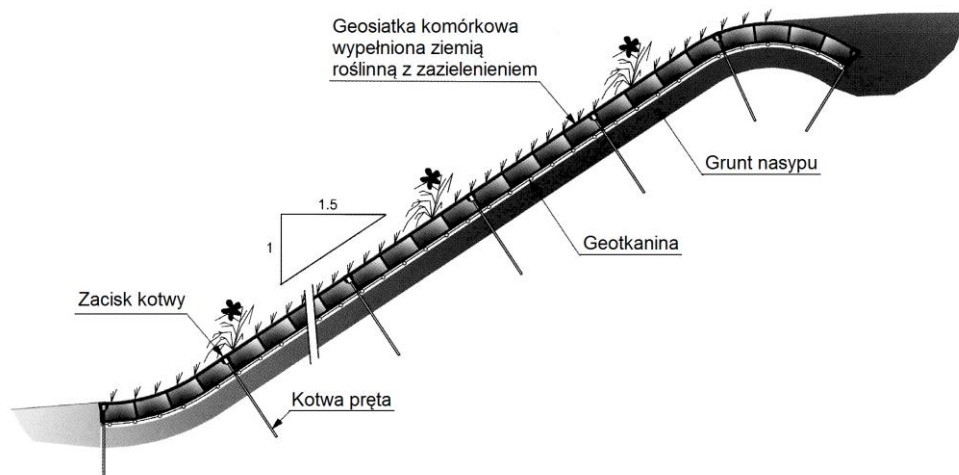 Geosiatka komórkowa
wypełniona ziemią
roślinną z zazielenieniem
Grunt nasypu
1.5
1
Geotkanina
Zacisk kotwy
Kotwa pręta